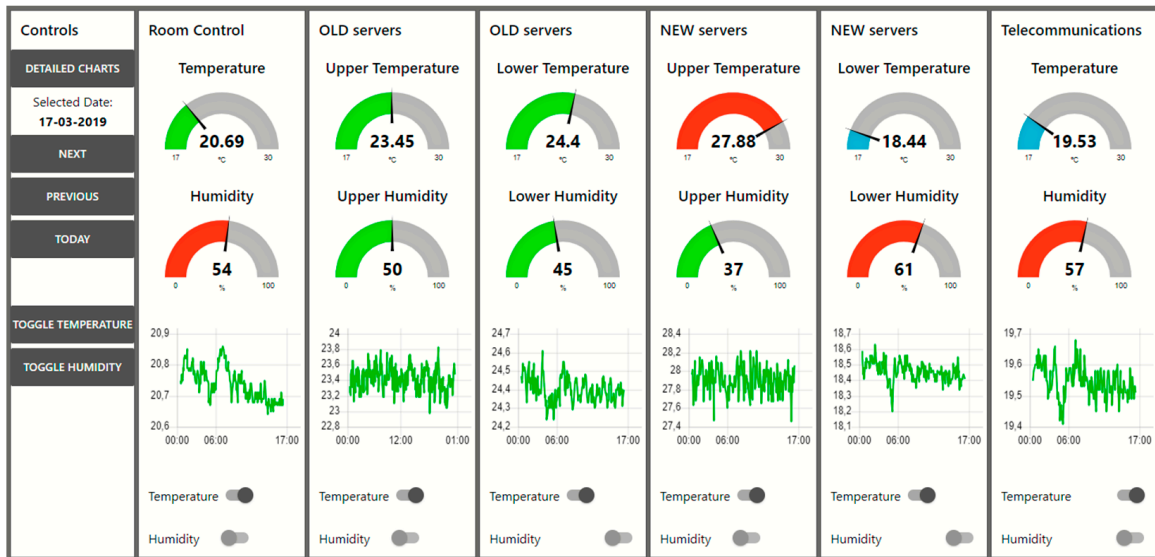 Controls
DETAILED CHARTS
Selected Date:
17-03-2019
NEXT
PREVIOUS
TODAY
TOGGLE TEMPERATURE
TOGGLE HUMIDITY
Room Control
Temperature
20.69
17 °C 30
Humidity
54
0 % 100
20,9
20,8
20,7
20,6
00:00 06:00 17:00
Temperature
Humidity
OLD servers
Upper Temperature
23.45
17 °C 30
Upper Humidity
50
0 % 100
24
23,8
23,6
23,4
23,2
23
22,8
00:00 12:00 01:00
Temperature
Humidity
OLD servers
Lower Temperature
24.4
17 °C 30
Lower Humidity
45
0 % 100
24,7
24,6
24,5
24,4
24,3
24,2
00:00 06:00 17:00
Temperature
Humidity
NEW servers
Upper Temperature
27.88
17 °C 30
Upper Humidity
37
0 % 100
28,4
28,2
28
27,8
27,6
27,4
00:00 06:00 17:00
Temperature
Humidity
NEW servers
Lower Temperature
18.44
17 °C 30
Lower Humidity
61
0 % 100
18,7
18,6
18,5
18,4
18,3
18,2
18,1
00:00 06:00 17:00
Temperature
Humidity
Telecommunications
Temperature
19.53
17 °C 30
Humidity
57
0 % 100
19,7
19,6
19,5
19,4
00:00 06:00 17:00
Temperature
Humidity